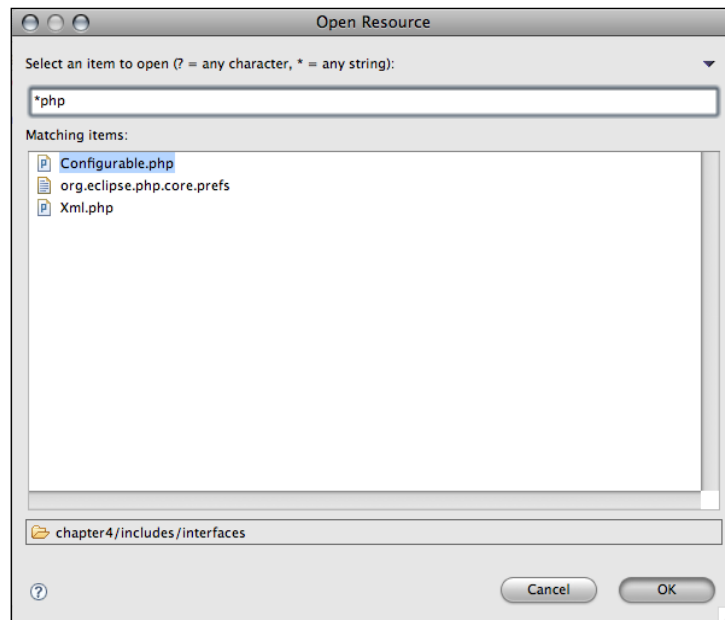 Open Resource
Select an item to open (? = any character, * = any string):
*php
Matching items:
Configurable.php
org.eclipse.php.core.prefs
Xml.php
chapter4/includes/interfaces
Cancel
OK